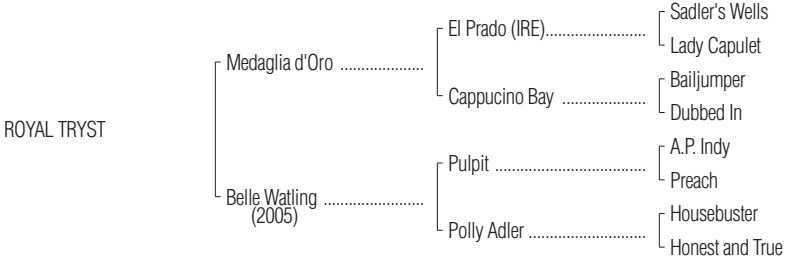 Sadler's Wells
El Prado (IRE)........................
Lady Capulet
Medaglia d'Oro ....................
Bailjumper
Cappucino Bay ....................
Dubbed In
ROYAL TRYST
A.P. Indy
Pulpit ....................................
Preach
Belle Watling ........................
(2005)
Housebuster
Polly Adler ............................
Honest and True